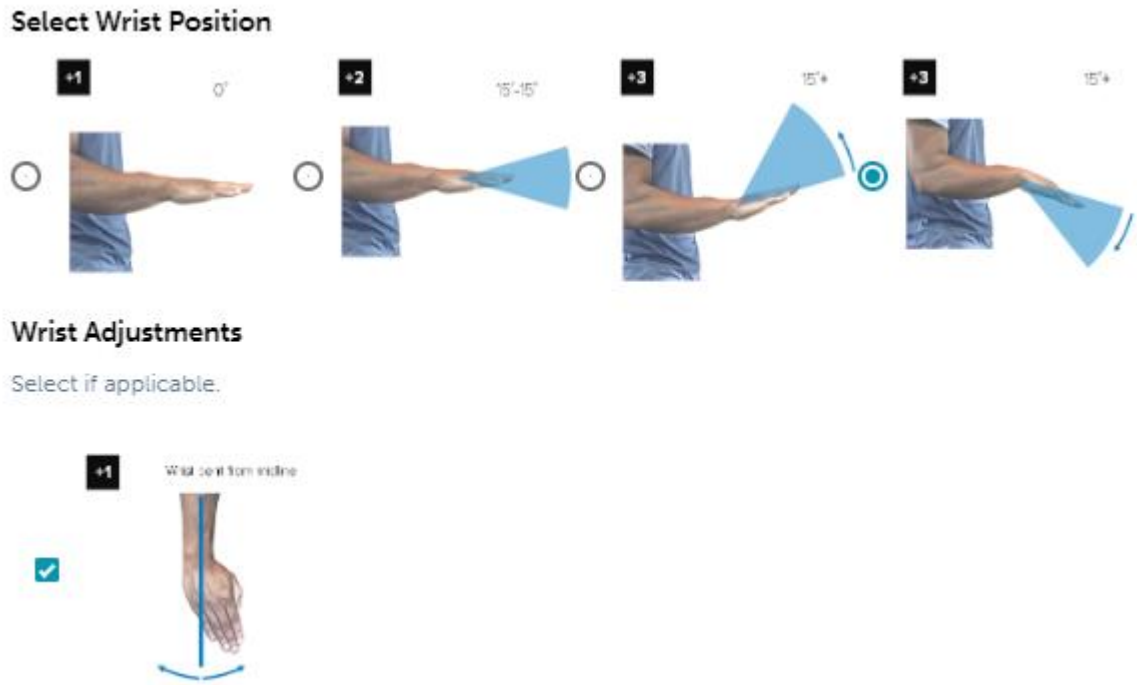 Select Wrist Position
+1 0° +2 15°-15° +3 15°+ +3 15°+
Wrist Adjustments
Select if applicable.
+1 Wrist bent from midline